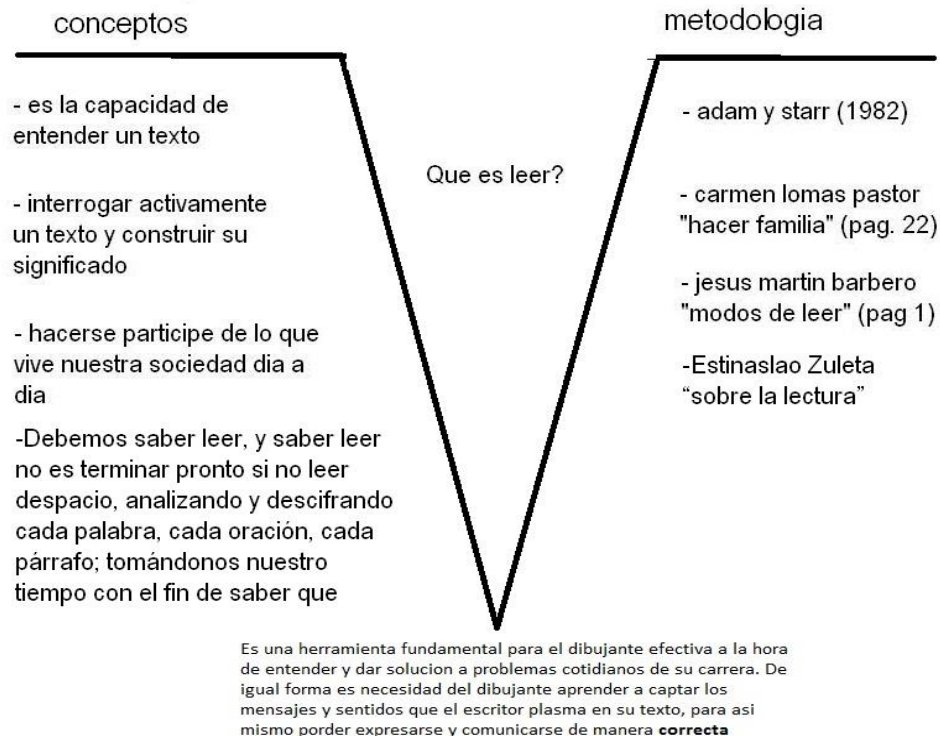 conceptos
- es la capacidad de
entender un texto
- interrogar activamente
un texto y construir su
significado
- hacerse participe de lo que
vive nuestra sociedad dia a
dia
-Debemos saber leer, y saber leer
no es terminar pronto si no leer
despacio, analizando y descifrando
cada palabra, cada oración, cada
párrafo; tomándonos nuestro
tiempo con el fin de saber que
Que es leer?
metodologia
- adam y starr (1982)
- carmen lomas pastor
"hacer familia" (pag. 22)
- jesus martin barbero
"modos de leer" (pag 1)
-Estinaslao Zuleta
“sobre la lectura”
Es una herramienta fundamental para el dibujante efectiva a la hora
de entender y dar solucion a problemas cotidianos de su carrera. De
igual forma es necesidad del dibujante aprender a captar los
mensajes y sentidos que el escritor plasma en su texto, para asi
mismo porder expresarse y comunicarse de manera correcta